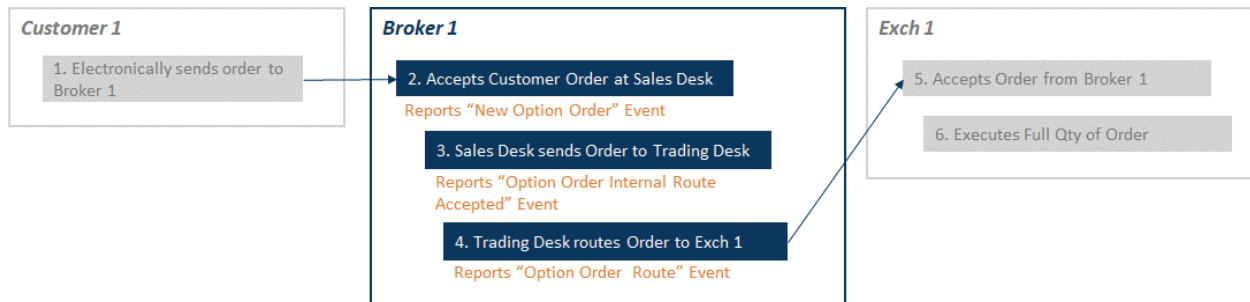 Customer 1
1. Electronically sends order to
Broker 1
Broker 1
2. Accepts Customer Order at Sales Desk
Reports “New Option Order” Event
3. Sales Desk sends Order to Trading Desk
Reports “Option Order Internal Route
Accepted” Event
4. Trading Desk routes Order to Exch 1
Reports “Option Order Route” Event
Exch 1
5. Accepts Order from Broker 1
6. Executes Full Qty of Order